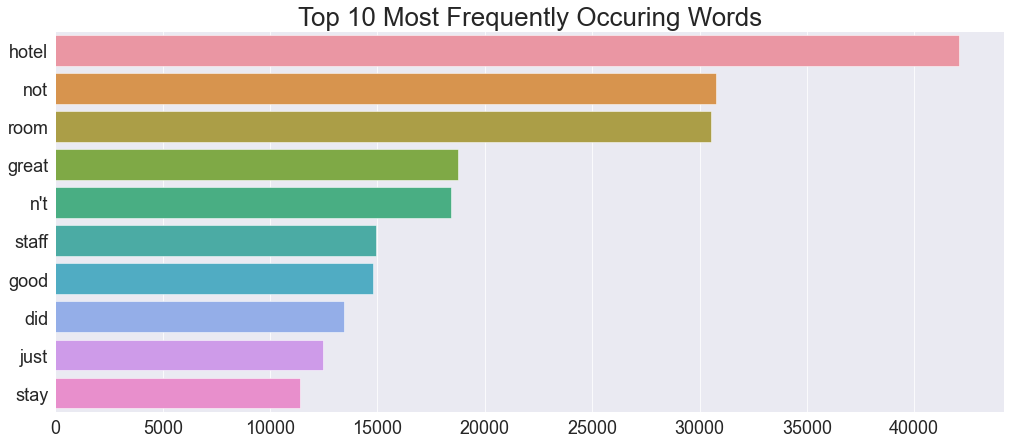 Top 10 Most Frequently Occuring Words
hotel
not
room
great
n't
staff
good
did
just
stay
0 5000 10000 15000 20000 25000 30000 35000 40000